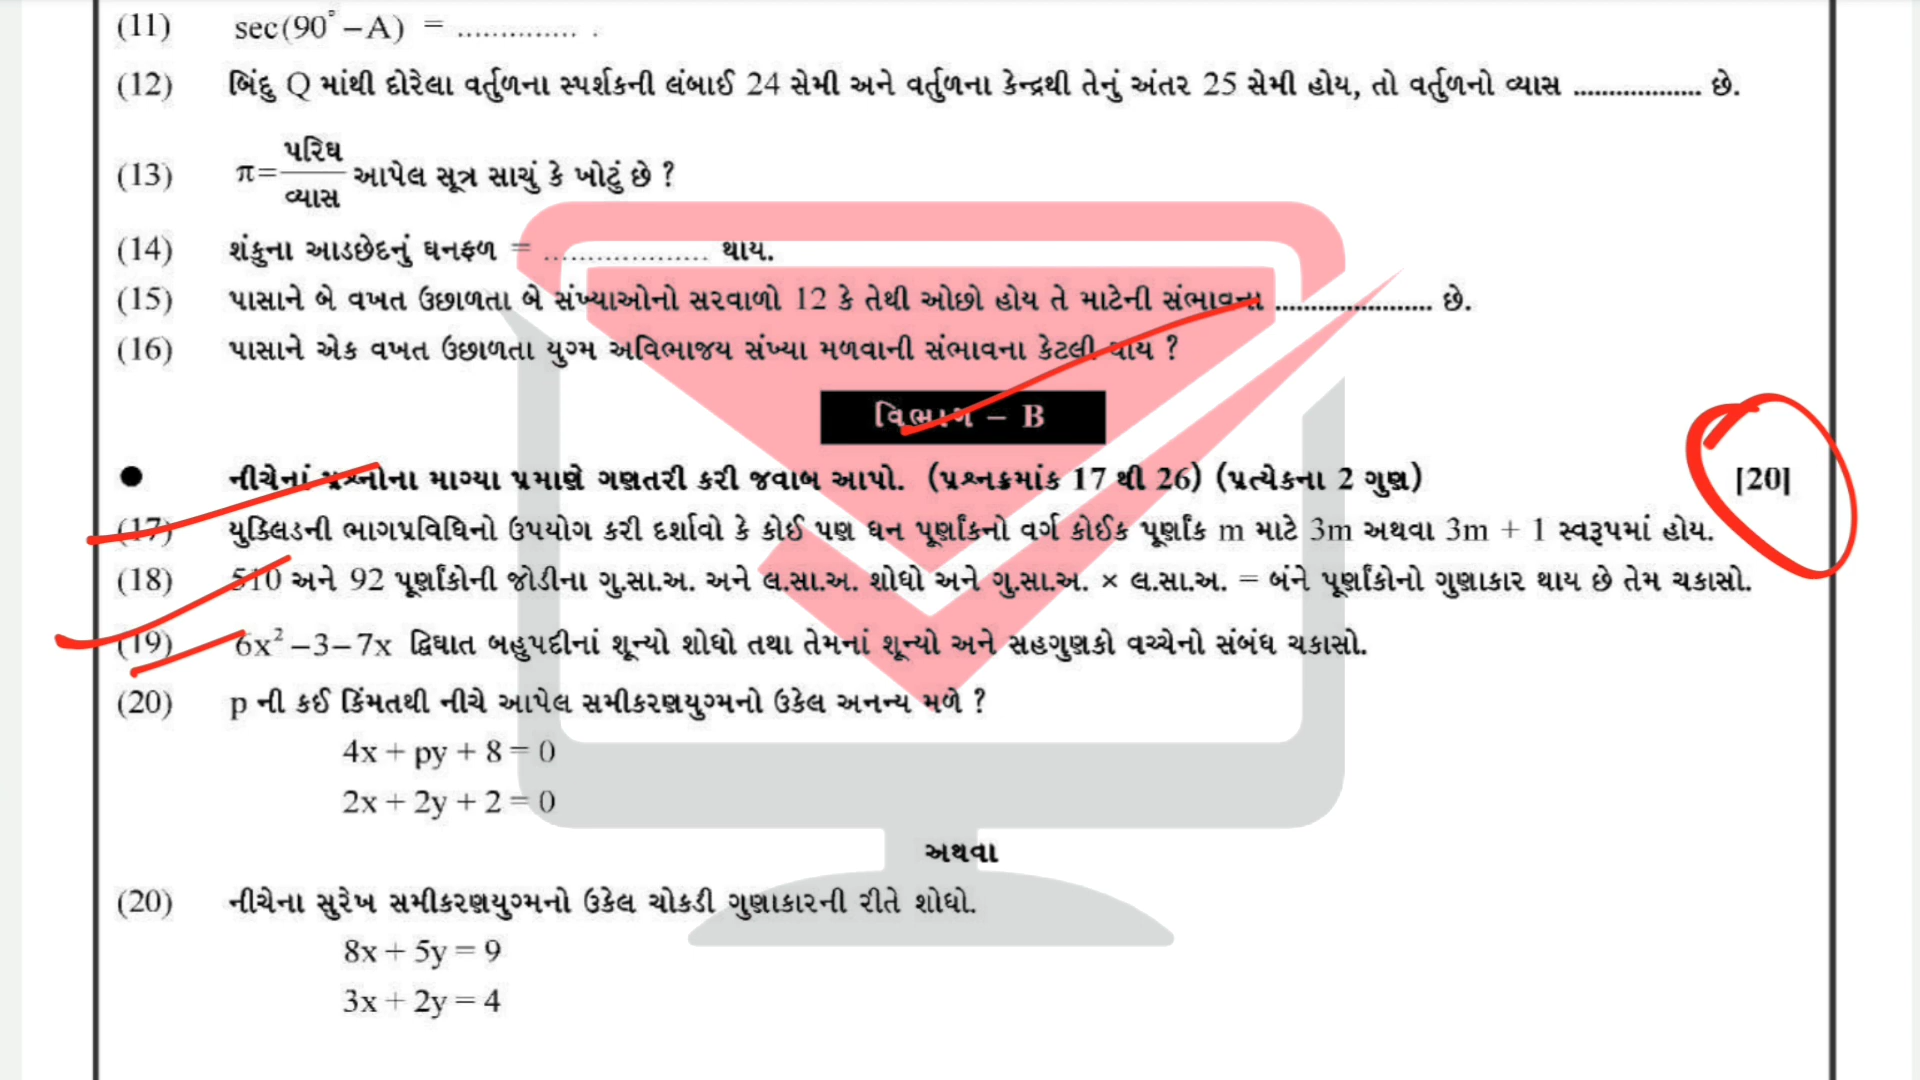 (11) sec(90° – A) = .............. .
(12) બિંદુ Q માંથી દોરેલા વર્તુળના સ્પર્શકની લંબાઈ 24 સેમી અને વર્તુળના કેન્દ્રથી તેનું અંતર 25 સેમી હોય, તો વર્તુળનો વ્યાસ .................. છે.
(13) π = પરિઘ / વ્યાસ આપેલ સૂત્ર સાચું કે ખોટું છે ?
(14) શંકુના આડછેદનું ઘનફળ = .................. થાય.
(15) પાસાને બે વખત ઉછાળતા બે સંખ્યાઓનો સરવાળો 12 કે તેથી ઓછો હોય તે માટેની સંભાવના ...................... છે.
(16) પાસાને એક વખત ઉછાળતા યુગ્મ અવિભાજય સંખ્યા મળવાની સંભાવના કેટલી થાય ?
વિભાગ – B
● નીચેનાં પ્રશ્નોના માગ્યા પ્રમાણે ગણતરી કરી જવાબ આપો. (પ્રશ્નક્રમાંક 17 થી 26) (પ્રત્યેકના 2 ગુણ) [20]
(17) યુક્લિડની ભાગપ્રવિધિનો ઉપયોગ કરી દર્શાવો કે કોઈ પણ ધન પૂર્ણાંકનો વર્ગ કોઈક પૂર્ણાંક m માટે 3m અથવા 3m + 1 સ્વરૂપમાં હોય.
(18) 510 અને 92 પૂર્ણાંકોની જોડીના ગુ.સા.અ. અને લ.સા.અ. શોધો અને ગુ.સા.અ. × લ.સા.અ. = બંને પૂર્ણાંકોનો ગુણાકાર થાય છે તેમ ચકાસો.
(19) 6x² – 3 – 7x દ્વિઘાત બહુપદીનાં શૂન્યો શોધો તથા તેમનાં શૂન્યો અને સહગુણકો વચ્ચેનો સંબંધ ચકાસો.
(20) p ની કઈ કિંમતથી નીચે આપેલ સમીકરણયુગ્મનો ઉકેલ અનન્ય મળે ?
4x + py + 8 = 0
2x + 2y + 2 = 0
અથવા
(20) નીચેના સુરેખ સમીકરણયુગ્મનો ઉકેલ ચોકડી ગુણાકારની રીતે શોધો.
8x + 5y = 9
3x + 2y = 4